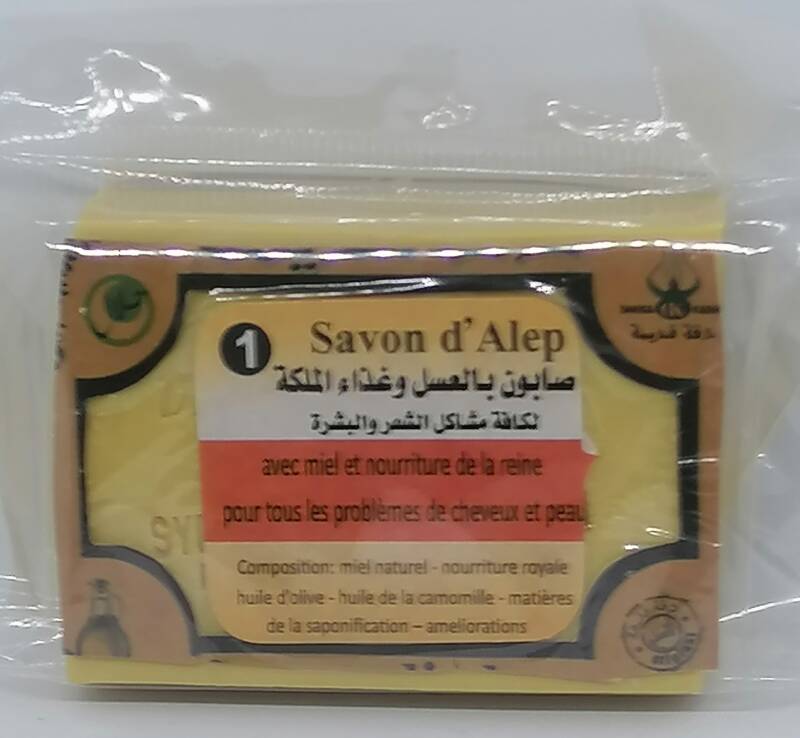 1
Savon d'Alep
صابون بالعسل وغذاء الملكة
لكافة مشاكل الشعر والبشرة
avec miel et nourriture de la reine
pour tous les problèmes de cheveux et peau
Composition: miel naturel - nourriture royale
huile d'olive - huile de la camomille - matières
de la saponification – ameliorations
SY